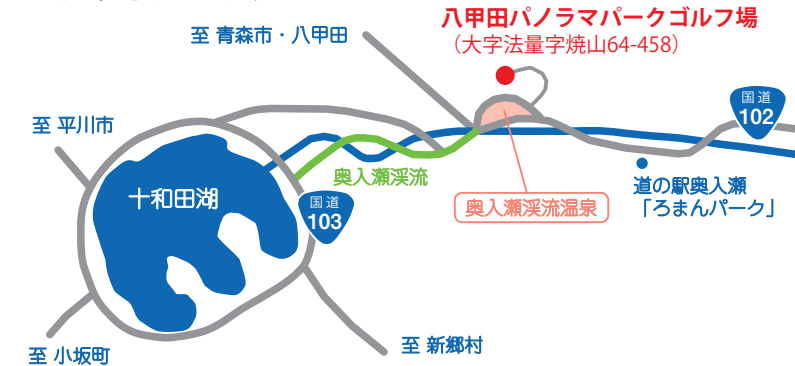 八甲田パノラマパークゴルフ場
（大字法量字焼山64-458）
至 青森市・八甲田
国道
102
至 平川市
奥入瀬渓流
道の駅奥入瀬
「ろまんパーク」
十和田湖
国道
103
奥入瀬渓流温泉
至 新郷村
至 小坂町